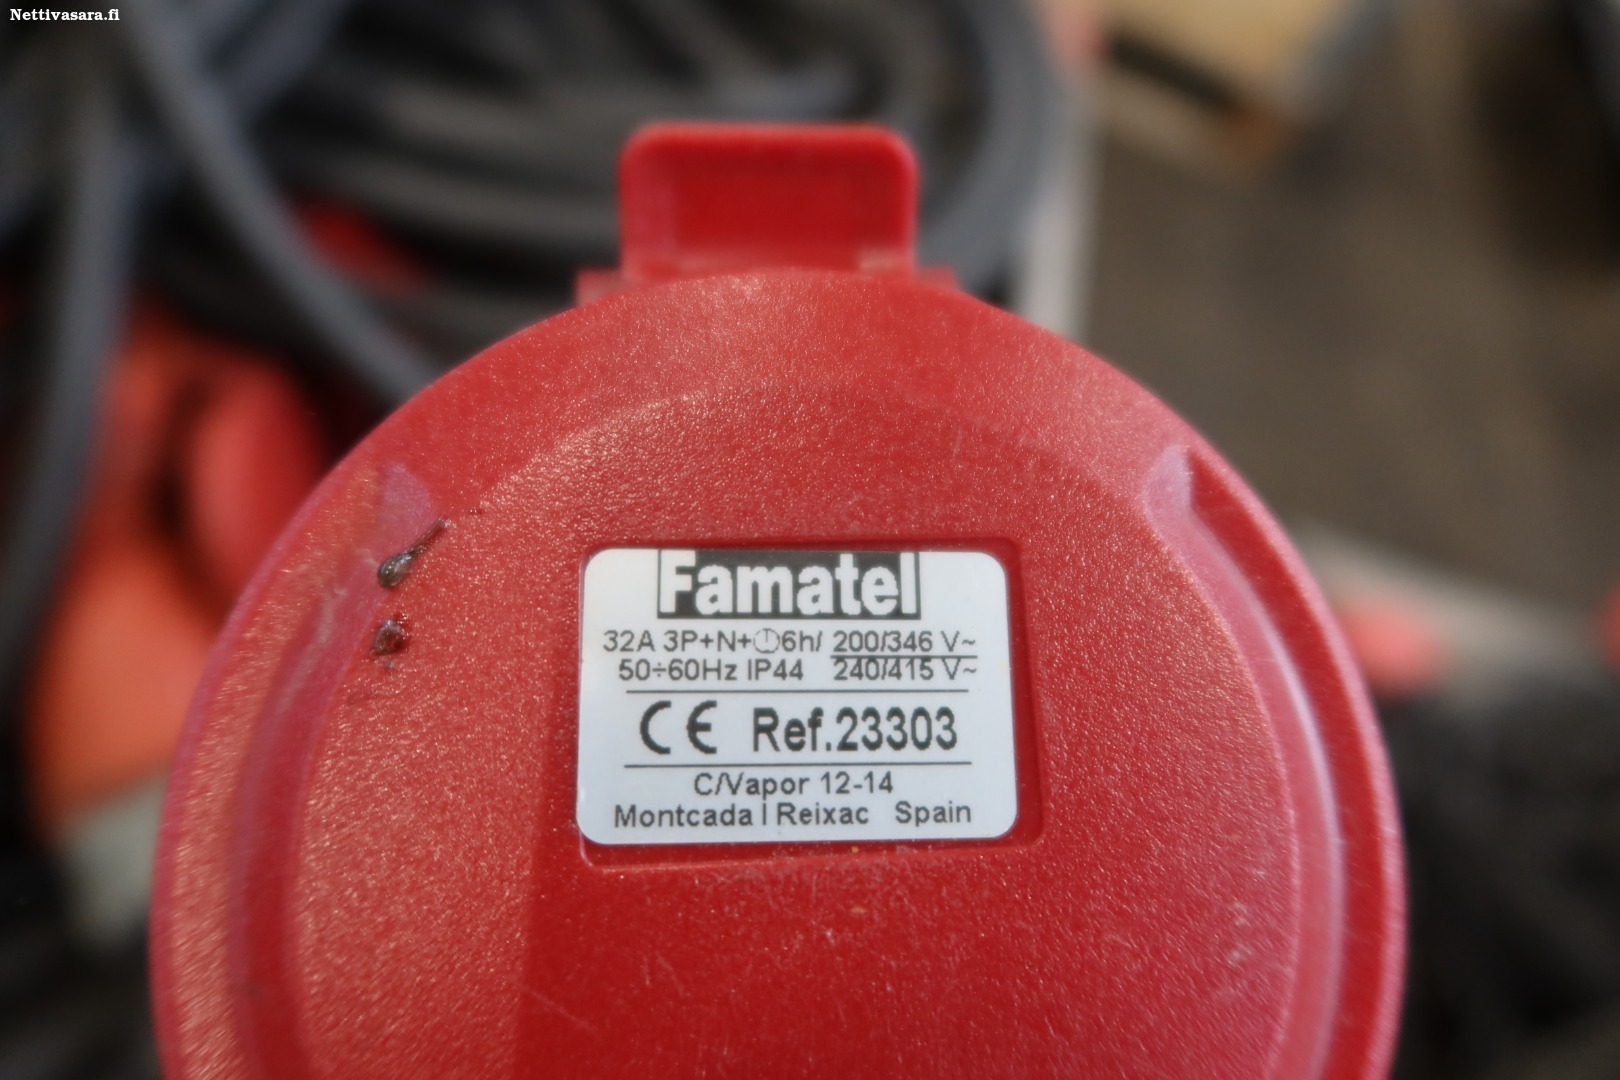 Nettivasara.fi
Famatel
32A 3P+N+⏚6h/ 200/346 V~
50÷60Hz IP44 240/415 V~
CE Ref.23303
C/Vapor 12-14
Montcada I Reixac Spain